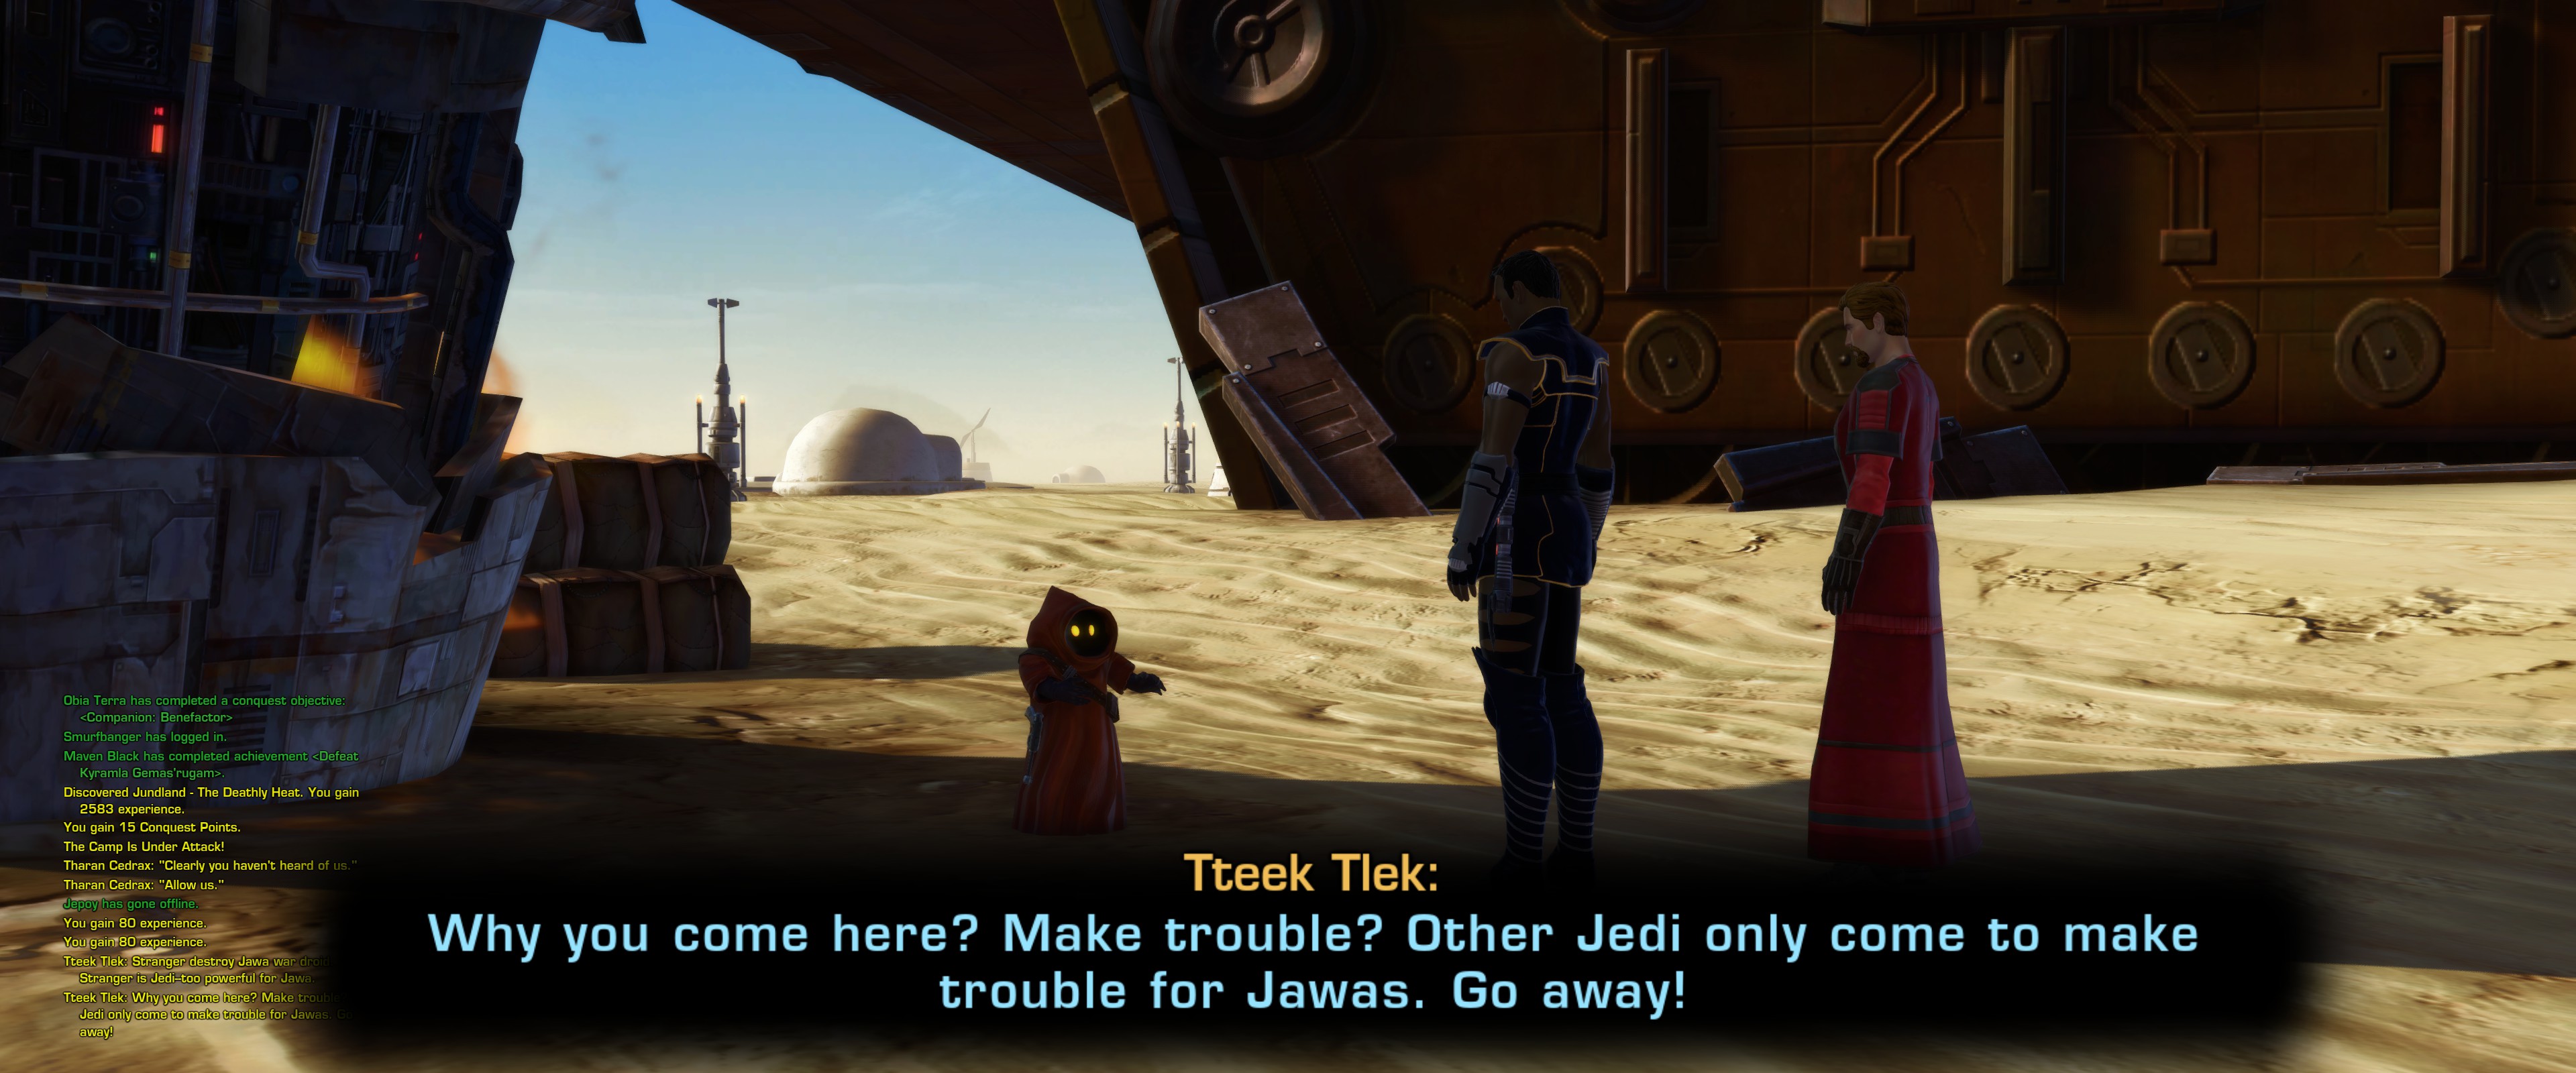 Obia Terra has completed a conquest objective:
<Companion: Benefactor>
Smurfbanger has logged in.
Maven Black has completed achievement <Defeat
Kyramla Gemas'rugam>.
Discovered Jundland - The Deathly Heat. You gain
2583 experience.
You gain 15 Conquest Points.
The Camp Is Under Attack!
Tharan Cedrax: "Clearly you haven't heard of us."
Tharan Cedrax: "Allow us."
Jepoy has gone offline.
You gain 80 experience.
You gain 80 experience.
Tteek Tlek: Stranger destroy Jawa war
Stranger is Jedi–too powerful for Jawa.
Tteek Tlek: Why you come here? Make
Jedi only come to make trouble for Jawas. Go
away!
Tteek Tlek:
Why you come here? Make trouble? Other Jedi only come to make
trouble for Jawas. Go away!